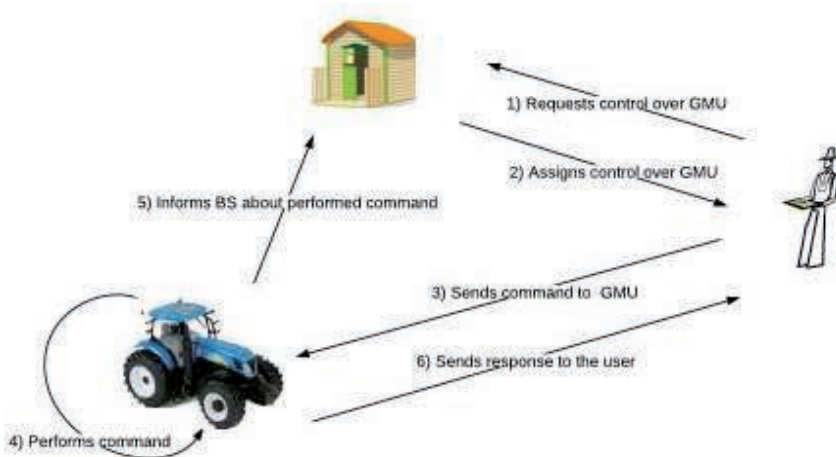 1) Requests control over GMU
2) Assigns control over GMU
5) Informs BS about performed command
3) Sends command to GMU
6) Sends response to the user
4) Performs command